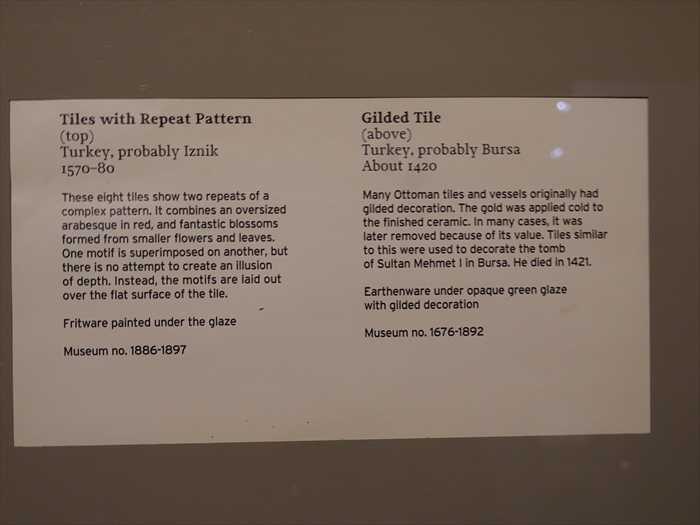 Tiles with Repeat Pattern
(top)
Turkey, probably Iznik
1570–80
These eight tiles show two repeats of a
complex pattern. It combines an oversized
arabesque in red, and fantastic blossoms
formed from smaller flowers and leaves.
One motif is superimposed on another, but
there is no attempt to create an illusion
of depth. Instead, the motifs are laid out
over the flat surface of the tile.
Fritware painted under the glaze
Museum no. 1886-1897
Gilded Tile
(above)
Turkey, probably Bursa
About 1420
Many Ottoman tiles and vessels originally had
gilded decoration. The gold was applied cold to
the finished ceramic. In many cases, it was
later removed because of its value. Tiles similar
to this were used to decorate the tomb
of Sultan Mehmet I in Bursa. He died in 1421.
Earthenware under opaque green glaze
with gilded decoration
Museum no. 1676-1892